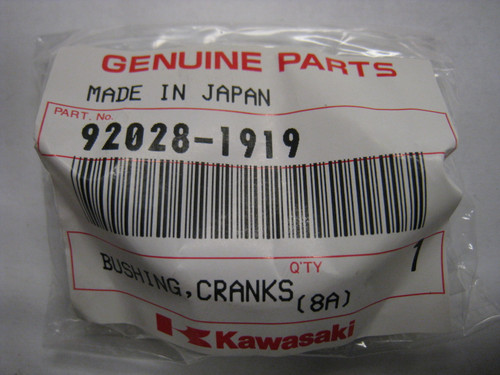 GENUINE PARTS
MADE IN JAPAN
PART. No.
92028-1919
Q'TY 1
BUSHING,CRANKS(8A)
Kawasaki